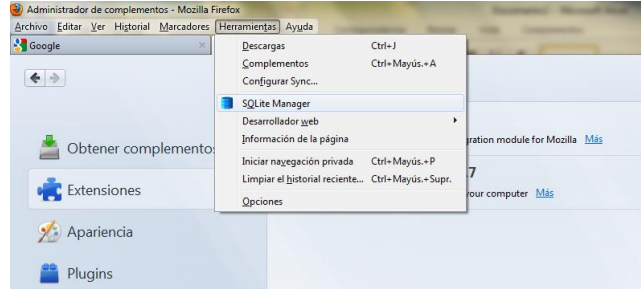 Administrador de complementos - Mozilla Firefox
Archivo Editar Ver Historial Marcadores Herramientas Ayuda
Google
Descargas Ctrl+J
Complementos Ctrl+Mayús.+A
Configurar Sync...
SQLite Manager
Desarrollador web
Información de la página
Iniciar navegación privada Ctrl+Mayús.+P
Limpiar el historial reciente... Ctrl+Mayús.+Supr.
Opciones
Obtener complementos
Extensiones
Apariencia
Plugins
gration module for Mozilla Más
.7
your computer Más